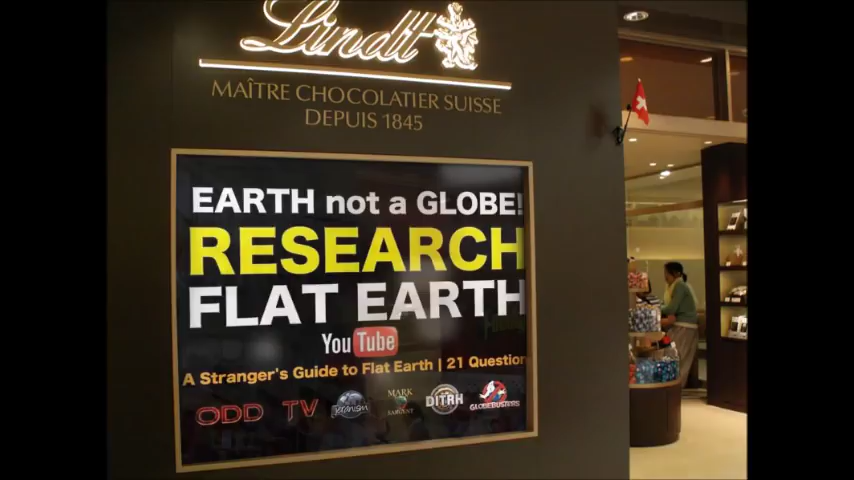 Lindt
MAÎTRE CHOCOLATIER SUISSE
DEPUIS 1845
EARTH not a GLOBE!
RESEARCH
FLAT EARTH
YouTube
A Stranger's Guide to Flat Earth | 21 Question
ODD TV jeranism MARK SARGENT DITRH GLOBEBUSTERS